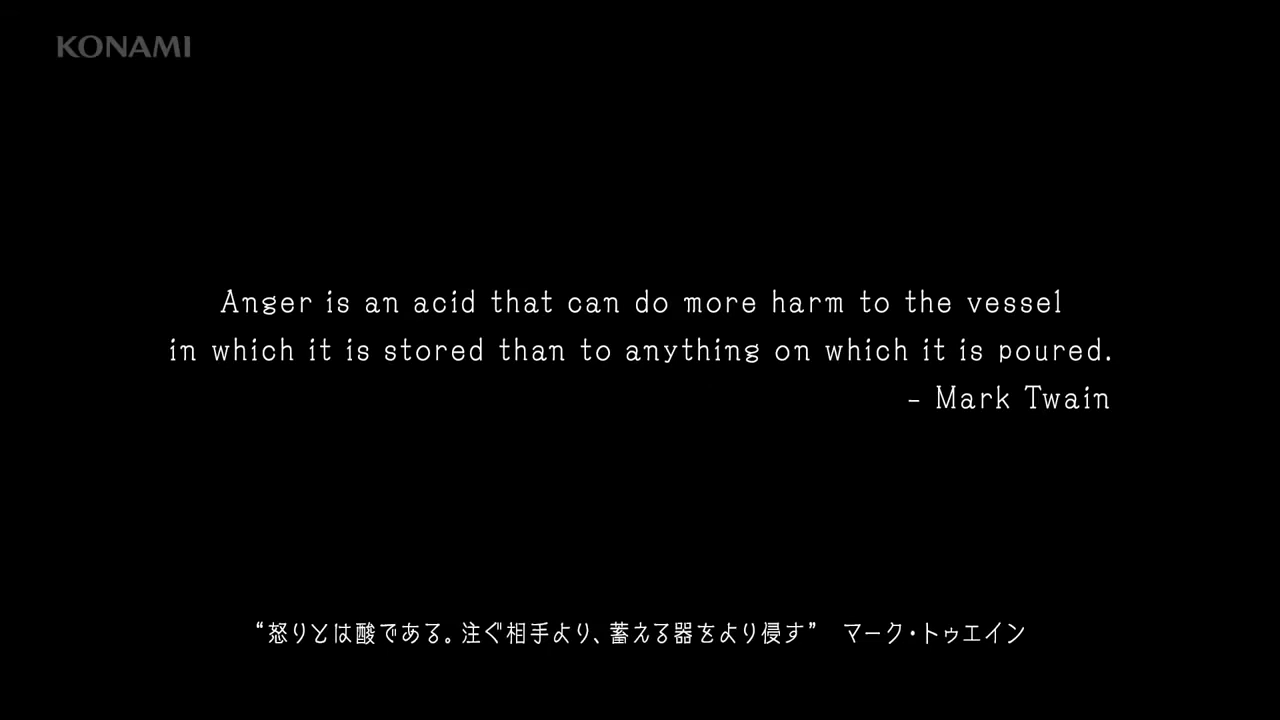 KONAMI
Anger is an acid that can do more harm to the vessel
in which it is stored than to anything on which it is poured.
– Mark Twain
“怒りとは酸である。注ぐ相手より、蓄える器をより侵す” マーク・トゥエイン